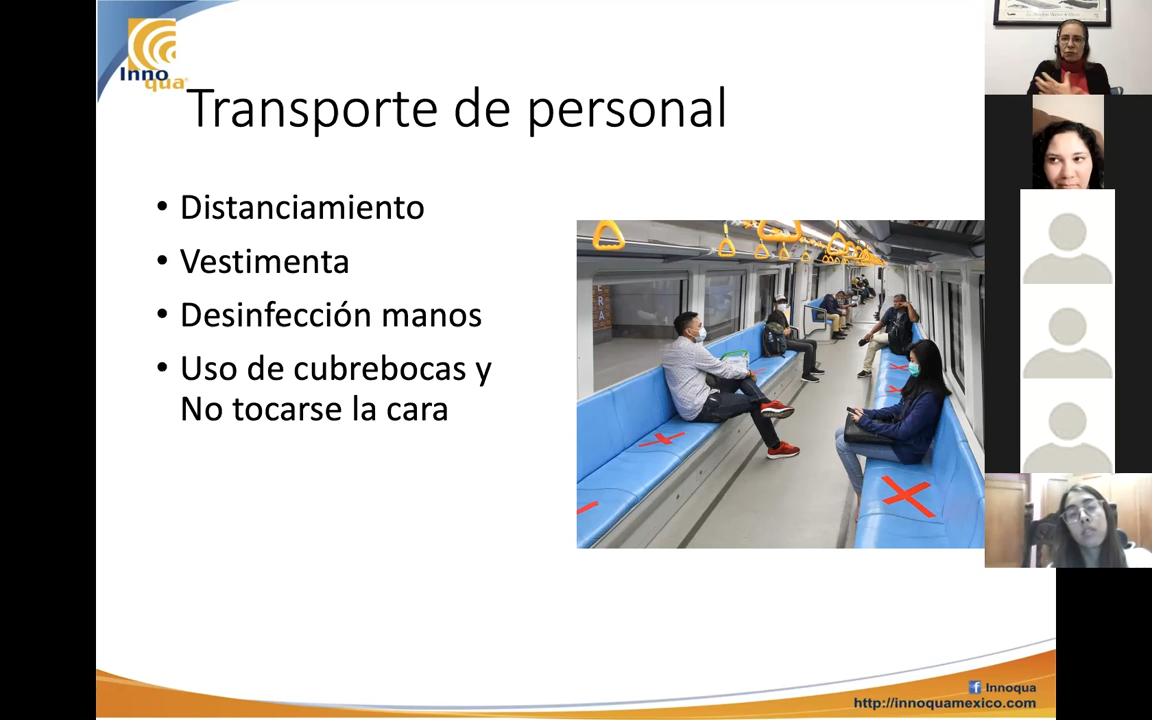 Inno
qua
Transporte de personal
• Distanciamiento
• Vestimenta
• Desinfección manos
• Uso de cubrebocas y
No tocarse la cara
Innoqua
http://innoquamexico.com